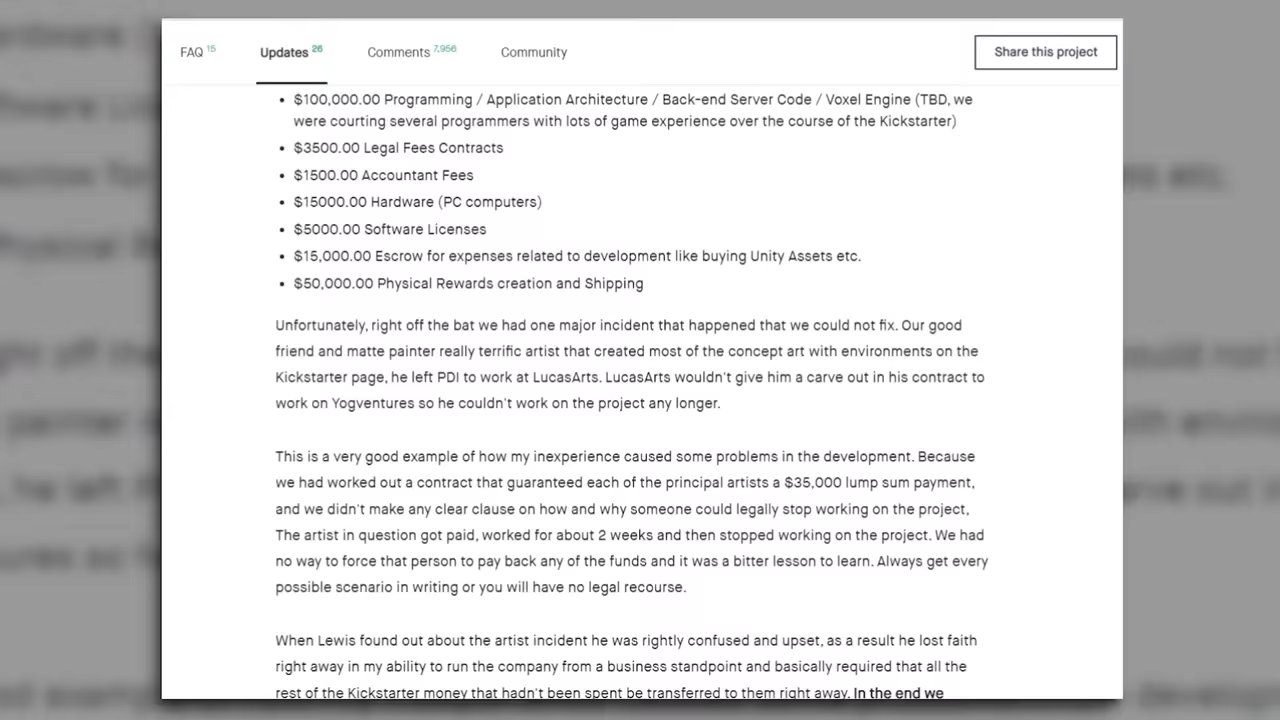 FAQ 15 Updates 26 Comments 7,956 Community Share this project
• $100,000.00 Programming / Application Architecture / Back-end Server Code / Voxel Engine (TBD, we
were courting several programmers with lots of game experience over the course of the Kickstarter)
• $3500.00 Legal Fees Contracts
• $1500.00 Accountant Fees
• $15000.00 Hardware (PC computers)
• $5000.00 Software Licenses
• $15,000.00 Escrow for expenses related to development like buying Unity Assets etc.
• $50,000.00 Physical Rewards creation and Shipping
Unfortunately, right off the bat we had one major incident that happened that we could not fix. Our good
friend and matte painter really terrific artist that created most of the concept art with environments on the
Kickstarter page, he left PDI to work at LucasArts. LucasArts wouldn't give him a carve out in his contract to
work on Yogventures so he couldn't work on the project any longer.
This is a very good example of how my inexperience caused some problems in the development. Because
we had worked out a contract that guaranteed each of the principal artists a $35,000 lump sum payment,
and we didn't make any clear clause on how and why someone could legally stop working on the project,
The artist in question got paid, worked for about 2 weeks and then stopped working on the project. We had
no way to force that person to pay back any of the funds and it was a bitter lesson to learn. Always get every
possible scenario in writing or you will have no legal recourse.
When Lewis found out about the artist incident he was rightly confused and upset, as a result he lost faith
right away in my ability to run the company from a business standpoint and basically required that all the
rest of the Kickstarter money that hadn't been spent be transferred to them right away. In the end we